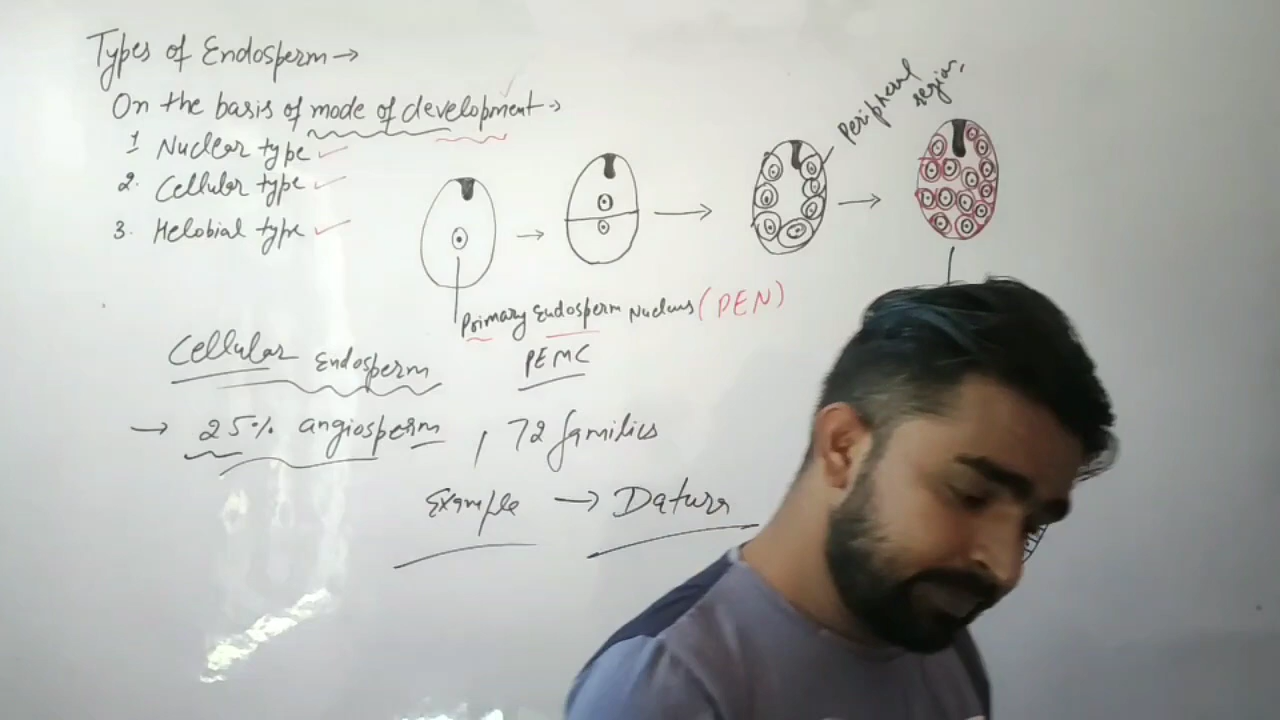 Types of Endosperm →
On the basis of mode of development →
1 Nuclear type
2. Cellular type
3. Helobial type
Peripheral region
Primary Endosperm Nucleus (PEN)
PEMC
Cellular Endosperm
→ 25% angiosperm, 72 families
Example → Datura